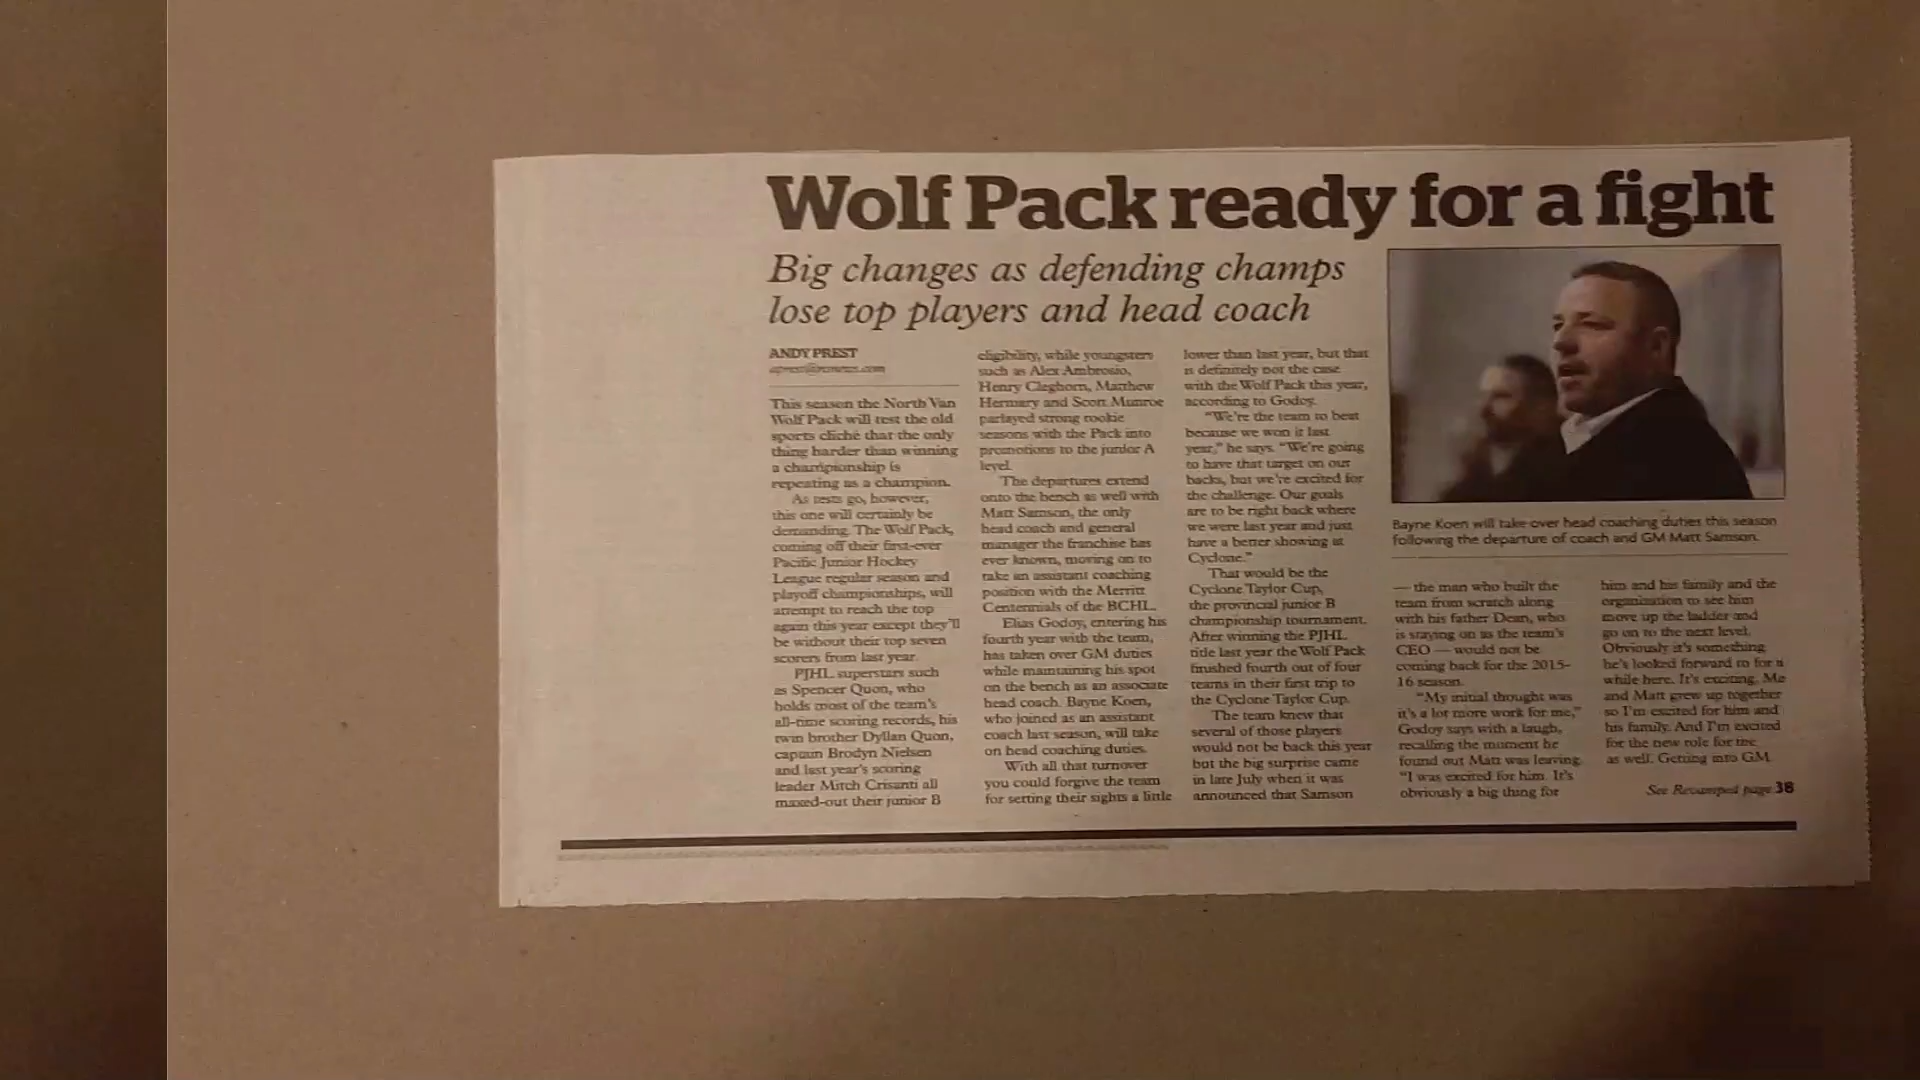 Wolf Pack ready for a fight
Big changes as defending champs
lose top players and head coach
ANDY PREST
aprest@nsnews.com
This season the North Van
Wolf Pack will test the old
sports cliché that the only
thing harder than winning
a championship is
repeating as a champion.
As tests go, however,
this one will certainly be
demanding. The Wolf Pack,
coming off their first-ever
Pacific Junior Hockey
League regular season and
playoff championships, will
attempt to reach the top
again this year except they'll
be without their top seven
scorers from last year.
PJHL superstars such
as Spencer Quon, who
holds most of the team's
all-time scoring records, his
twin brother Dyllan Quon,
captain Brodyn Nielsen
and last year's scoring
leader Mitch Crisanti all
maxed-out their junior B
eligibility, while youngsters
such as Alex Ambrosio,
Henry Cleghorn, Matthew
Hermary and Scott Munroe
parlayed strong rookie
seasons with the Pack into
promotions to the junior A
level.
The departures extend
onto the bench as well with
Matt Samson, the only
head coach and general
manager the franchise has
ever known, moving on to
take an assistant coaching
position with the Merritt
Centennials of the BCHL.
Elias Godoy, entering his
fourth year with the team,
has taken over GM duties
while maintaining his spot
on the bench as an associate
head coach. Bayne Koen,
who joined as an assistant
coach last season, will take
on head coaching duties.
With all that turnover
you could forgive the team
for setting their sights a little
lower than last year, but that
is definitely not the case
with the Wolf Pack this year,
according to Godoy.
"We're the team to beat
because we won it last
year," he says. "We're going
to have that target on our
backs, but we're excited for
the challenge. Our goals
are to be right back where
we were last year and just
have a better showing at
Cyclone."
That would be the
Cyclone Taylor Cup,
the provincial junior B
championship tournament.
After winning the PJHL
title last year the Wolf Pack
finished fourth out of four
teams in their first trip to
the Cyclone Taylor Cup.
The team knew that
several of those players
would not be back this year
but the big surprise came
in late July when it was
announced that Samson
Bayne Koen will take over head coaching duties this season
following the departure of coach and GM Matt Samson.
— the man who built the
team from scratch along
with his father Dean, who
is staying on as the team's
CEO — would not be
coming back for the 2015-
16 season.
"My initial thought was
it's a lot more work for me,"
Godoy says with a laugh,
recalling the moment he
found out Matt was leaving.
"I was excited for him. It's
obviously a big thing for
him and his family and the
organization to see him
move up the ladder and
go on to the next level.
Obviously it's something
he's looked forward to for a
while here. It's exciting. Me
and Matt grew up together
so I'm excited for him and
his family. And I'm excited
for the new role for me
as well. Getting into GM
See Revamped page 38